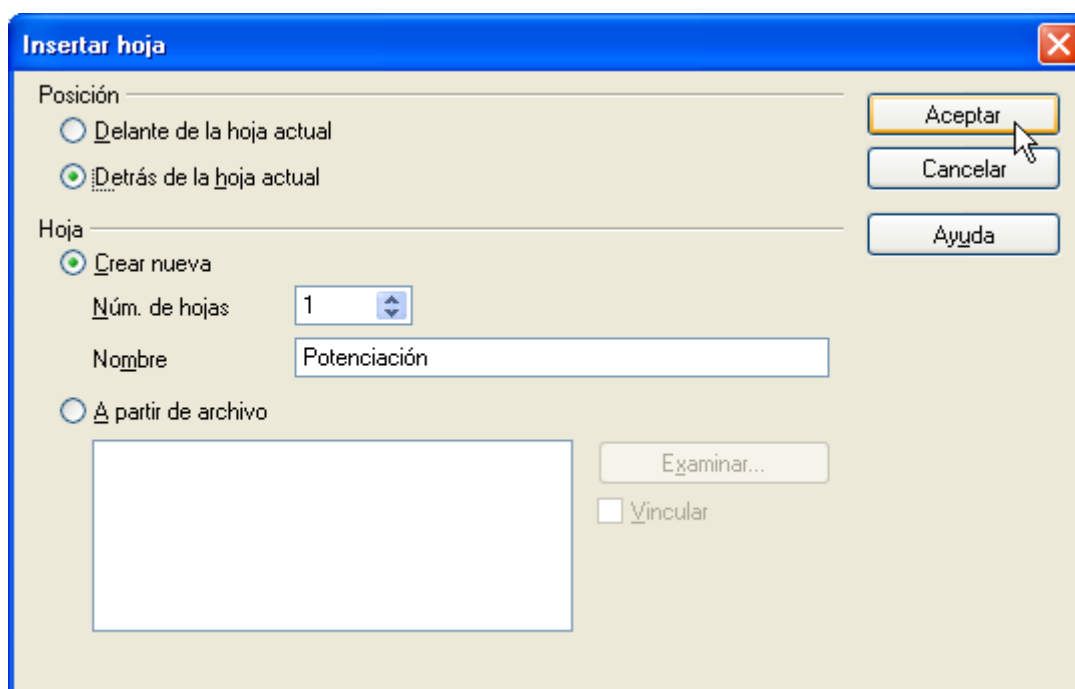 Insertar hoja
Posición
Delante de la hoja actual
Detrás de la hoja actual
Aceptar
Cancelar
Ayuda
Hoja
Crear nueva
Núm. de hojas 1
Nombre Potenciación
A partir de archivo
Examinar...
Vincular